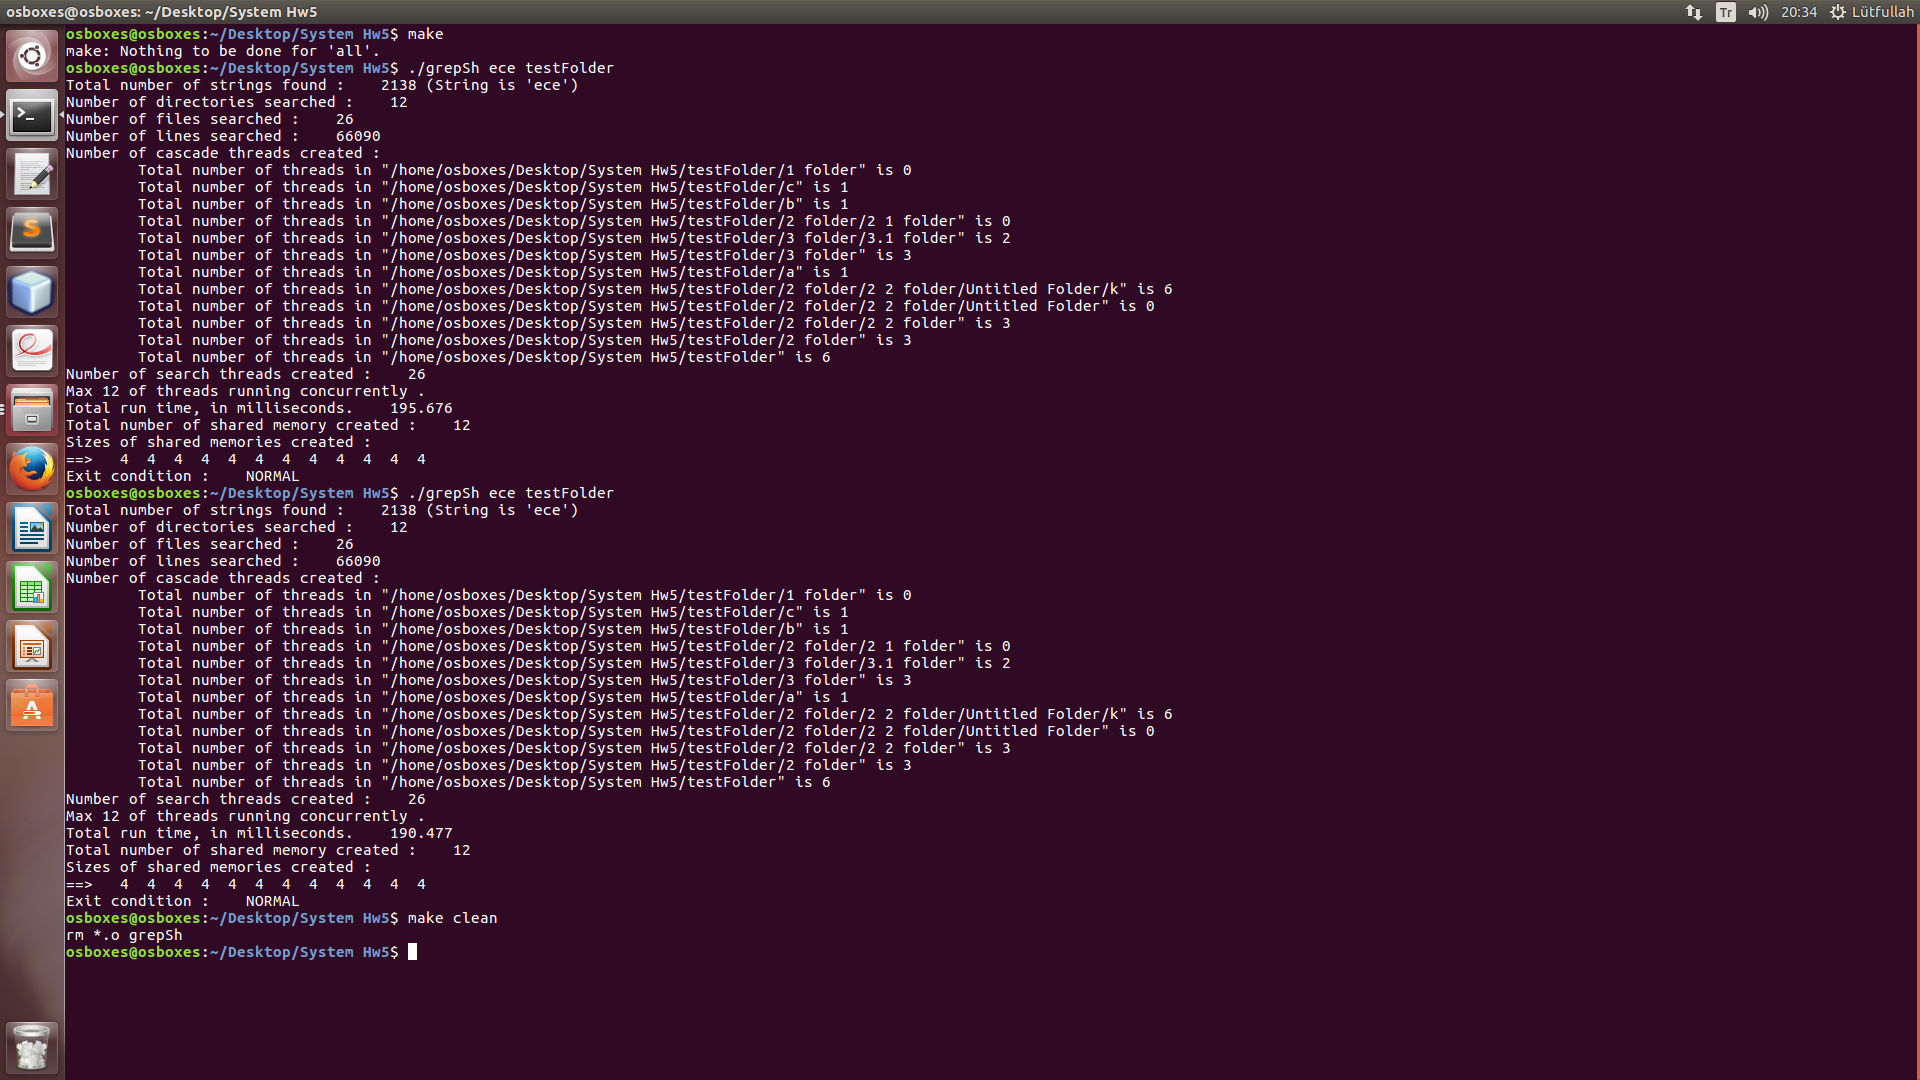 osboxes@osboxes: ~/Desktop/System Hw5
Tr
20:34
Lütfullah
osboxes@osboxes:~/Desktop/System Hw5$ make
make: Nothing to be done for 'all'.
osboxes@osboxes:~/Desktop/System Hw5$ ./grepSh ece testFolder
Total number of strings found :    2138 (String is 'ece')
Number of directories searched :    12
Number of files searched :    26
Number of lines searched :    66090
Number of cascade threads created :
        Total number of threads in "/home/osboxes/Desktop/System Hw5/testFolder/1 folder" is 0
        Total number of threads in "/home/osboxes/Desktop/System Hw5/testFolder/c" is 1
        Total number of threads in "/home/osboxes/Desktop/System Hw5/testFolder/b" is 1
        Total number of threads in "/home/osboxes/Desktop/System Hw5/testFolder/2 folder/2 1 folder" is 0
        Total number of threads in "/home/osboxes/Desktop/System Hw5/testFolder/3 folder/3.1 folder" is 2
        Total number of threads in "/home/osboxes/Desktop/System Hw5/testFolder/3 folder" is 3
        Total number of threads in "/home/osboxes/Desktop/System Hw5/testFolder/a" is 1
        Total number of threads in "/home/osboxes/Desktop/System Hw5/testFolder/2 folder/2 2 folder/Untitled Folder/k" is 6
        Total number of threads in "/home/osboxes/Desktop/System Hw5/testFolder/2 folder/2 2 folder/Untitled Folder" is 0
        Total number of threads in "/home/osboxes/Desktop/System Hw5/testFolder/2 folder/2 2 folder" is 3
        Total number of threads in "/home/osboxes/Desktop/System Hw5/testFolder/2 folder" is 3
        Total number of threads in "/home/osboxes/Desktop/System Hw5/testFolder" is 6
Number of search threads created :    26
Max 12 of threads running concurrently .
Total run time, in milliseconds.    195.676
Total number of shared memory created :    12
Sizes of shared memories created :
==>   4  4  4  4  4  4  4  4  4  4  4  4
Exit condition :    NORMAL
osboxes@osboxes:~/Desktop/System Hw5$ ./grepSh ece testFolder
Total number of strings found :    2138 (String is 'ece')
Number of directories searched :    12
Number of files searched :    26
Number of lines searched :    66090
Number of cascade threads created :
        Total number of threads in "/home/osboxes/Desktop/System Hw5/testFolder/1 folder" is 0
        Total number of threads in "/home/osboxes/Desktop/System Hw5/testFolder/c" is 1
        Total number of threads in "/home/osboxes/Desktop/System Hw5/testFolder/b" is 1
        Total number of threads in "/home/osboxes/Desktop/System Hw5/testFolder/2 folder/2 1 folder" is 0
        Total number of threads in "/home/osboxes/Desktop/System Hw5/testFolder/3 folder/3.1 folder" is 2
        Total number of threads in "/home/osboxes/Desktop/System Hw5/testFolder/3 folder" is 3
        Total number of threads in "/home/osboxes/Desktop/System Hw5/testFolder/a" is 1
        Total number of threads in "/home/osboxes/Desktop/System Hw5/testFolder/2 folder/2 2 folder/Untitled Folder/k" is 6
        Total number of threads in "/home/osboxes/Desktop/System Hw5/testFolder/2 folder/2 2 folder/Untitled Folder" is 0
        Total number of threads in "/home/osboxes/Desktop/System Hw5/testFolder/2 folder/2 2 folder" is 3
        Total number of threads in "/home/osboxes/Desktop/System Hw5/testFolder/2 folder" is 3
        Total number of threads in "/home/osboxes/Desktop/System Hw5/testFolder" is 6
Number of search threads created :    26
Max 12 of threads running concurrently .
Total run time, in milliseconds.    190.477
Total number of shared memory created :    12
Sizes of shared memories created :
==>   4  4  4  4  4  4  4  4  4  4  4  4
Exit condition :    NORMAL
osboxes@osboxes:~/Desktop/System Hw5$ make clean
rm *.o grepSh
osboxes@osboxes:~/Desktop/System Hw5$